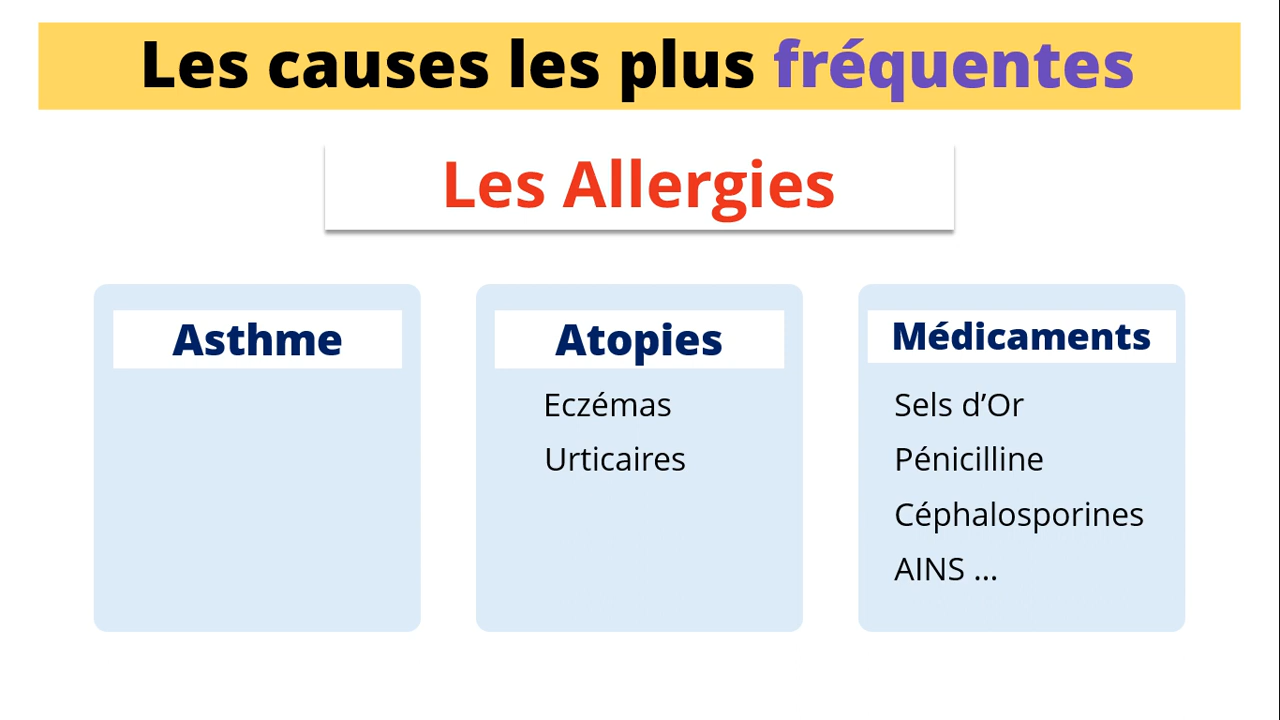 Les causes les plus fréquentes
Les Allergies
Asthme
Atopies
Eczémas
Urticaires
Médicaments
Sels d’Or
Pénicilline
Céphalosporines
AINS ...